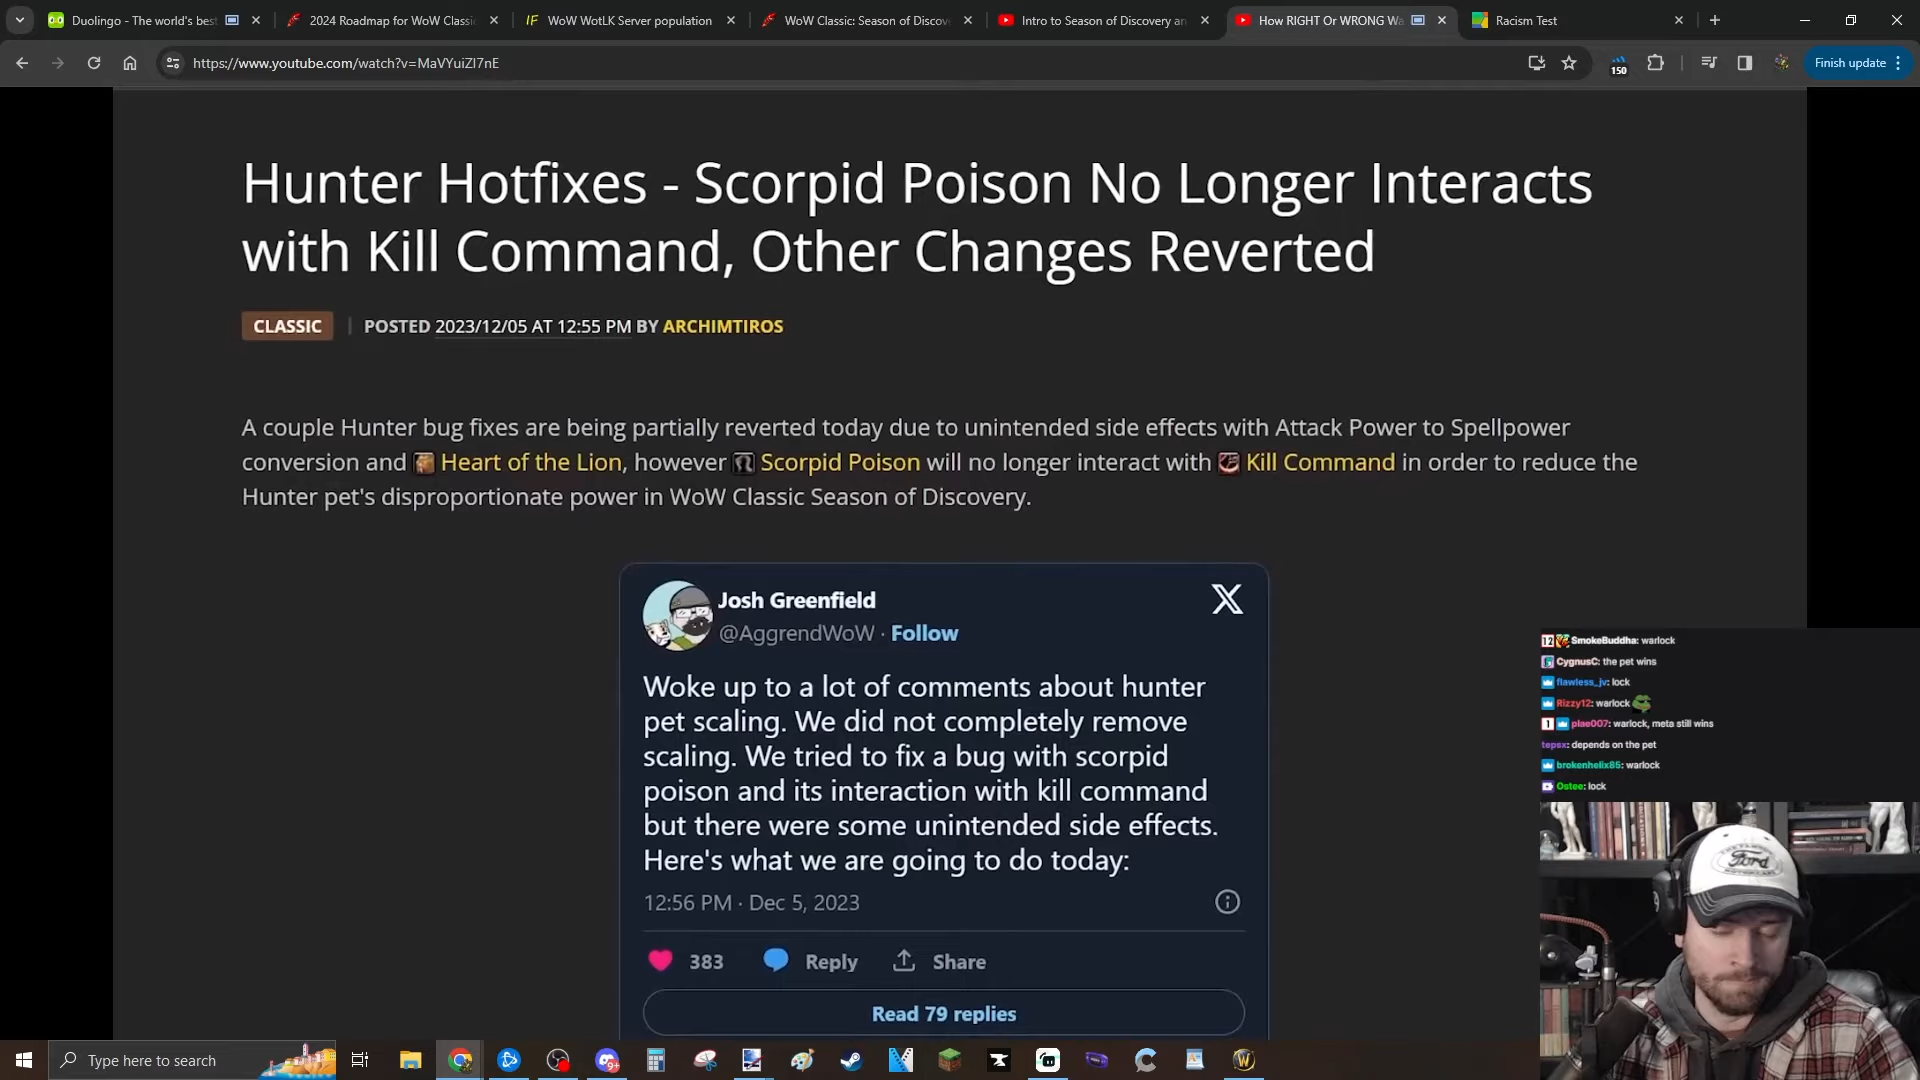 Duolingo - The world's best
2024 Roadmap for WoW Classi
WoW WotLK Server population
WoW Classic: Season of Discov
Intro to Season of Discovery an
How RIGHT Or WRONG Wa
Racism Test
https://www.youtube.com/watch?v=MaVYuiZI7nE
150
Finish update
Hunter Hotfixes - Scorpid Poison No Longer Interacts
with Kill Command, Other Changes Reverted
CLASSIC | POSTED 2023/12/05 AT 12:55 PM BY ARCHIMTIROS
A couple Hunter bug fixes are being partially reverted today due to unintended side effects with Attack Power to Spellpower
conversion and Heart of the Lion, however Scorpid Poison will no longer interact with Kill Command in order to reduce the
Hunter pet's disproportionate power in WoW Classic Season of Discovery.
Josh Greenfield
@AggrendWoW · Follow
Woke up to a lot of comments about hunter
pet scaling. We did not completely remove
scaling. We tried to fix a bug with scorpid
poison and its interaction with kill command
but there were some unintended side effects.
Here's what we are going to do today:
12:56 PM · Dec 5, 2023
383 Reply Share
Read 79 replies
12 SmokeBuddha: warlock
CygnusC: the pet wins
flawless_jv: lock
Rizzy12: warlock
1 plae007: warlock, meta still wins
tepsx: depends on the pet
brokenhelix85: warlock
Ostee: lock
Ford
Type here to search
9+